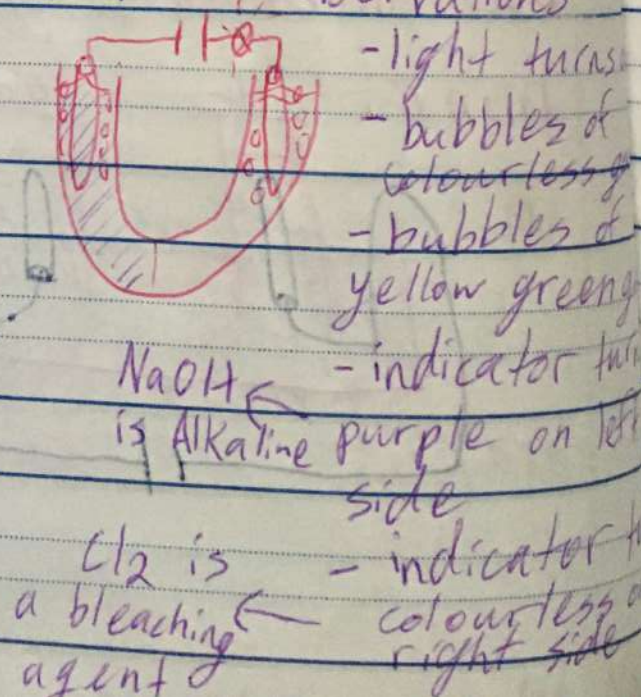 - light turns
- bubbles of
colourless
- bubbles of
yellow green
NaOH - indicator
is Alkaline purple on left
side
Cl2 is - indicator
a bleaching colourless
agent right side